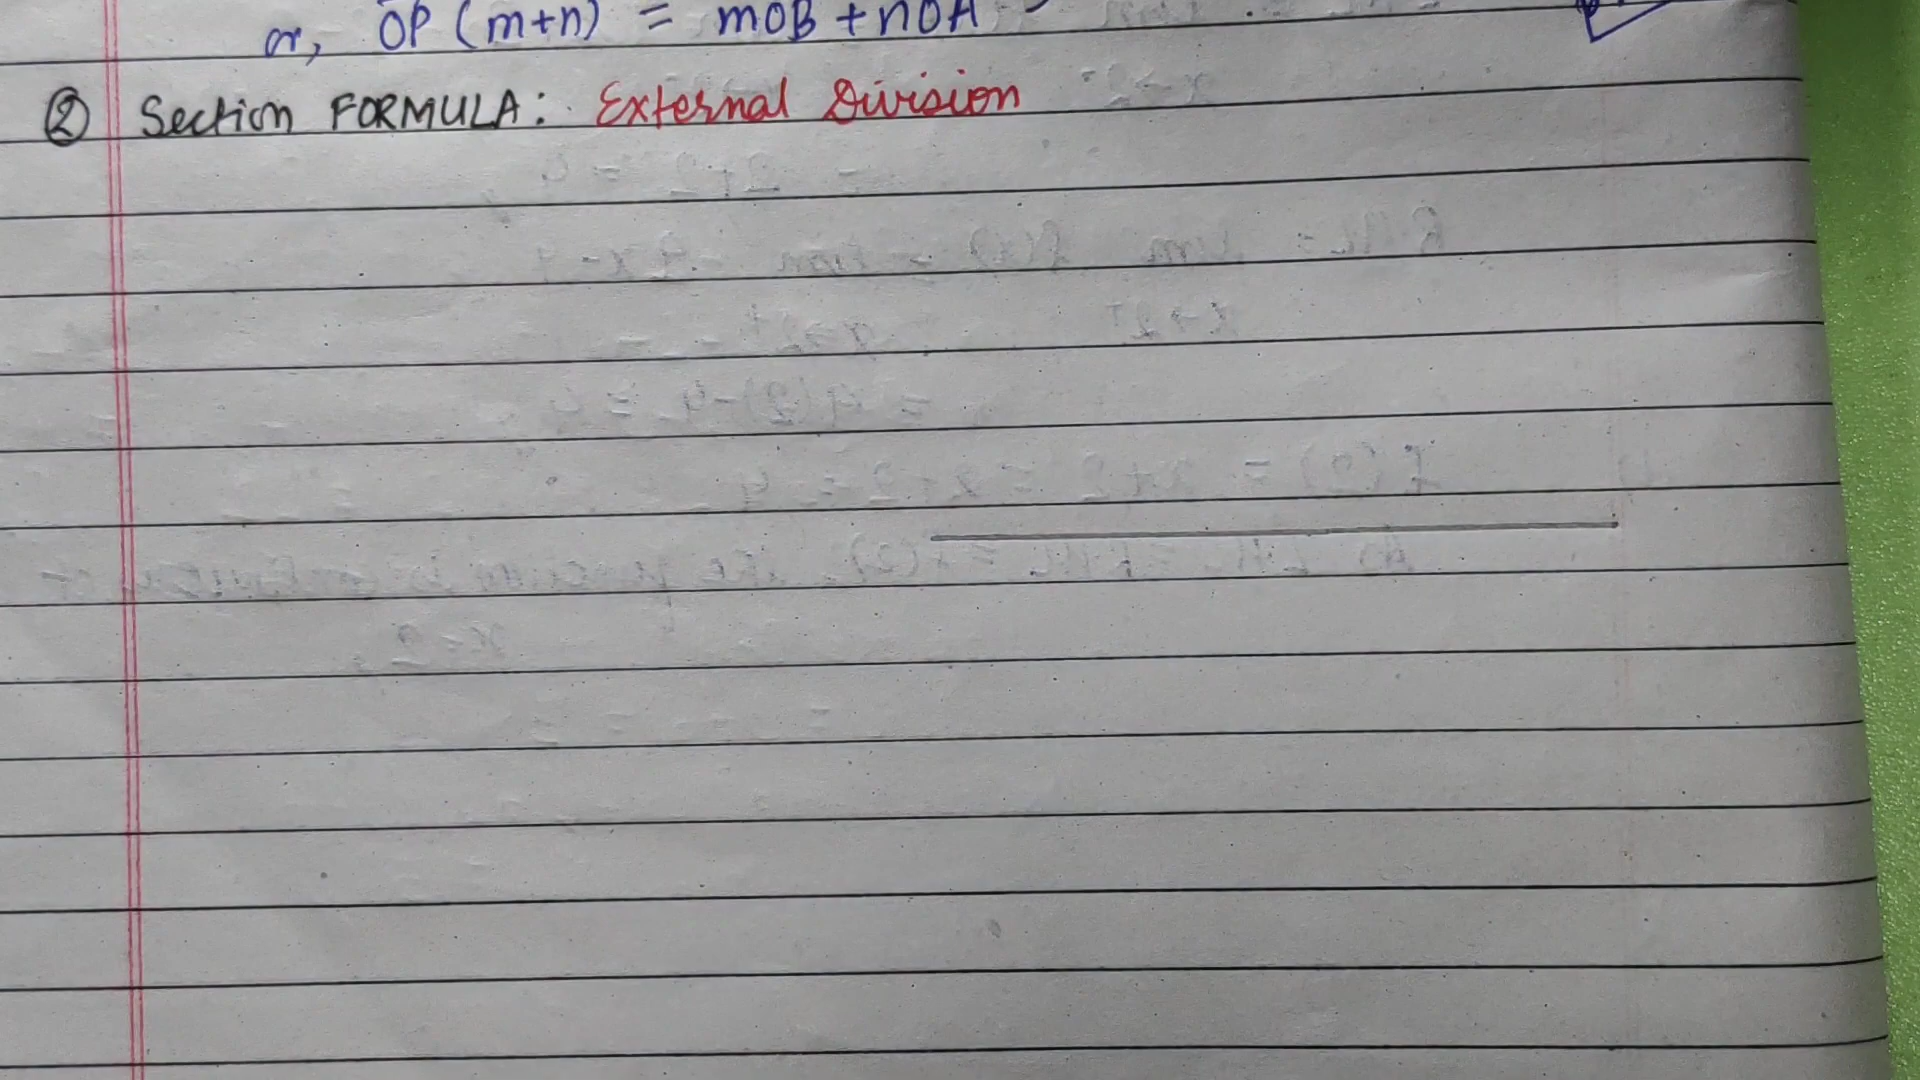 or, OP (m+n) = mOB + nOA
② Section FORMULA: External Division